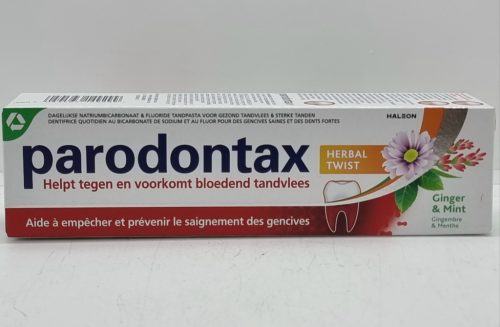 DAGELIJKSE NATRIUMBICARBONAAT & FLUORIDE TANDPASTA VOOR GEZOND TANDVLEES & STERKE TANDEN
DENTIFRICE QUOTIDIEN AU BICARBONATE DE SODIUM ET AU FLUOR POUR DES GENCIVES SAINES ET DES DENTS FORTES
HALEON
parodontax
HERBAL
TWIST
Helpt tegen en voorkomt bloedend tandvlees
Aide à empêcher et prévenir le saignement des gencives
Ginger
& Mint
Gingembre
& Menthe